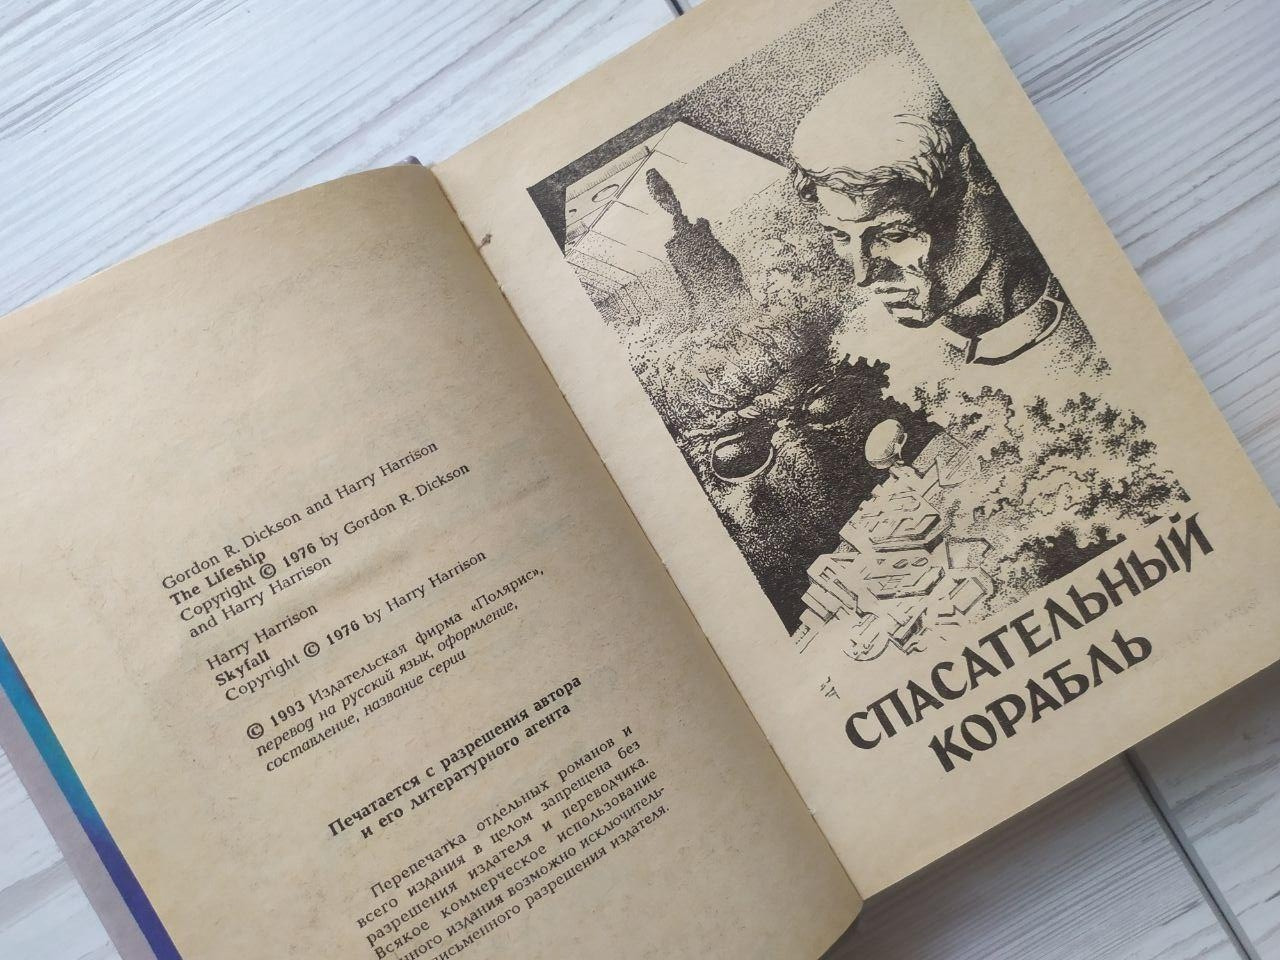 Gordon R. Dickson and Harry Harrison
The Lifeship
Copyright © 1976 by Gordon R. Dickson
and Harry Harrison
Harry Harrison
Skyfall
Copyright © 1976 by Harry Harrison
© 1993 Издательская фирма «Полярис»,
перевод на русский язык, оформление,
составление, название серии
Печатается с разрешения автора
и его литературного агента
Перепечатка отдельных романов и
всего издания в целом запрещена без
разрешения издателя и переводчика.
Всякое коммерческое использование
издания возможно исключитель-
письменного разрешения издателя.
СПАСАТЕЛЬНЫЙ
КОРАБЛЬ